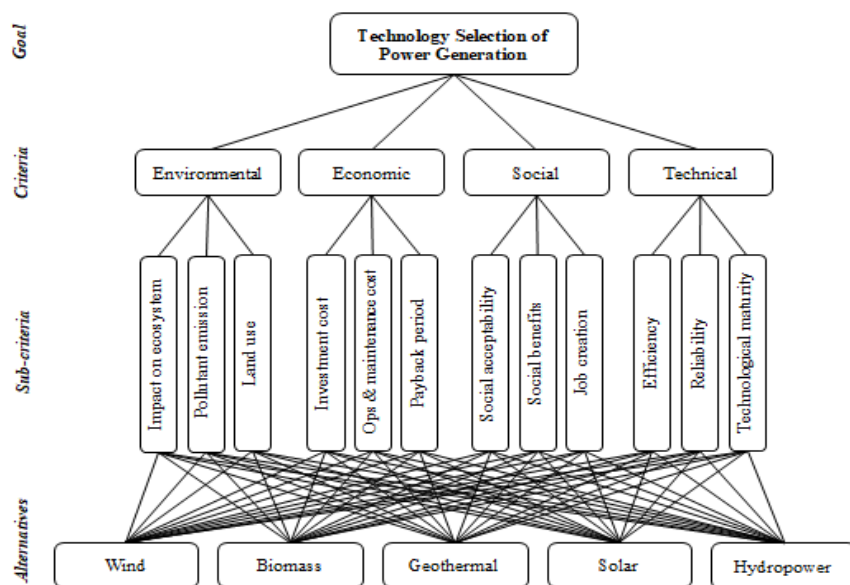 Goal
Technology Selection of
Power Generation
Criteria
Environmental
Economic
Social
Technical
Sub-criteria
Impact on ecosystem
Pollutant emission
Land use
Investment cost
Ops & maintenance cost
Payback period
Social acceptability
Social benefits
Job creation
Efficiency
Reliability
Technological maturity
Alternatives
Wind
Biomass
Geothermal
Solar
Hydropower